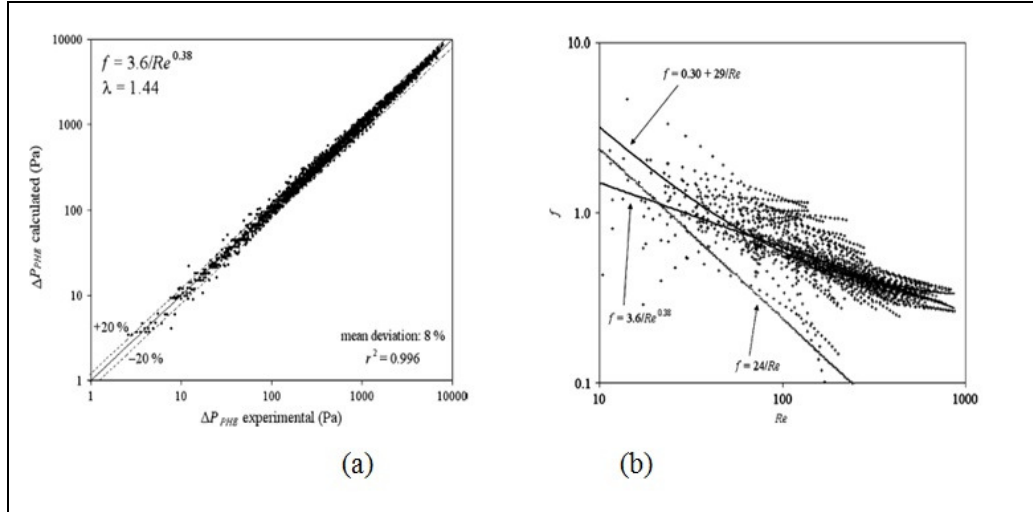 10000
1000
100
10
1
ΔP_PHE calculated (Pa)
f = 3.6/Re^0.38
λ = 1.44
+20 %
−20 %
mean deviation: 8 %
r² = 0.996
1 10 100 1000 10000
ΔP_PHE experimental (Pa)
(a)
10.0
1.0
0.1
f
f = 0.30 + 29/Re
f = 3.6/Re^0.38
f = 24/Re
10 100 1000
Re
(b)